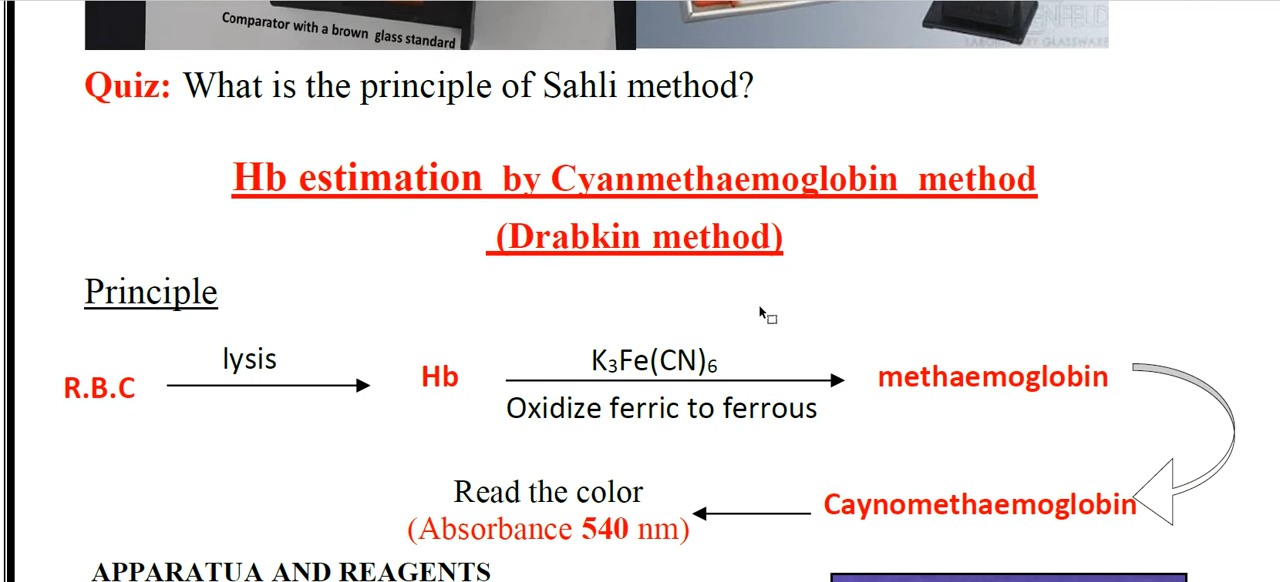 Comparator with a brown glass standard
LABORATORY GLASSWARE
Quiz: What is the principle of Sahli method?
Hb estimation by Cyanmethaemoglobin method
(Drabkin method)
Principle
R.B.C
lysis
Hb
K₃Fe(CN)₆
Oxidize ferric to ferrous
methaemoglobin
Caynomethaemoglobin
Read the color
(Absorbance 540 nm)
APPARATUA AND REAGENTS